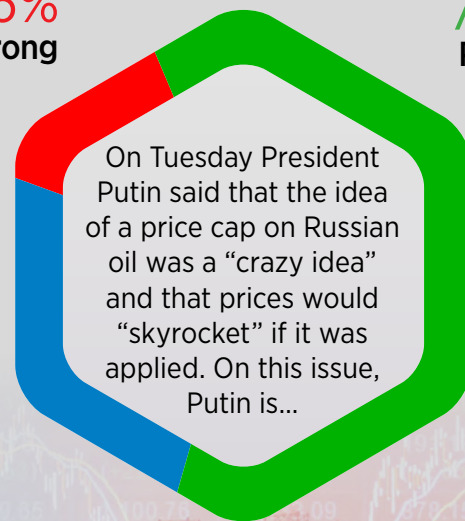 On Tuesday President
Putin said that the idea
of a price cap on Russian
oil was a “crazy idea”
and that prices would
“skyrocket” if it was
applied. On this issue,
Putin is...